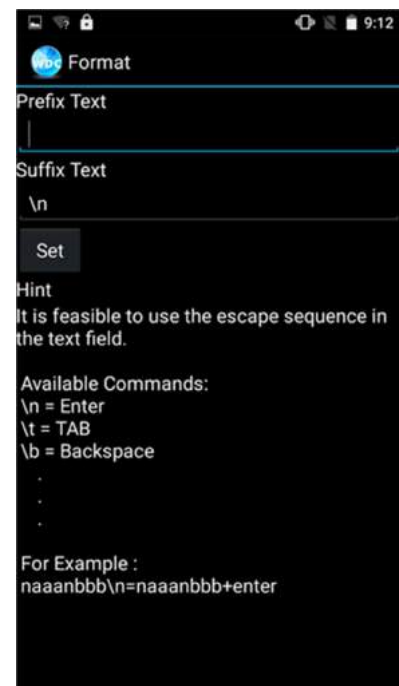 9:12
WDC Format
Prefix Text
Suffix Text
\n
Set
Hint
It is feasible to use the escape sequence in
the text field.
Available Commands:
\n = Enter
\t = TAB
\b = Backspace
.
.
.
For Example :
naaanbbb\n=naaanbbb+enter